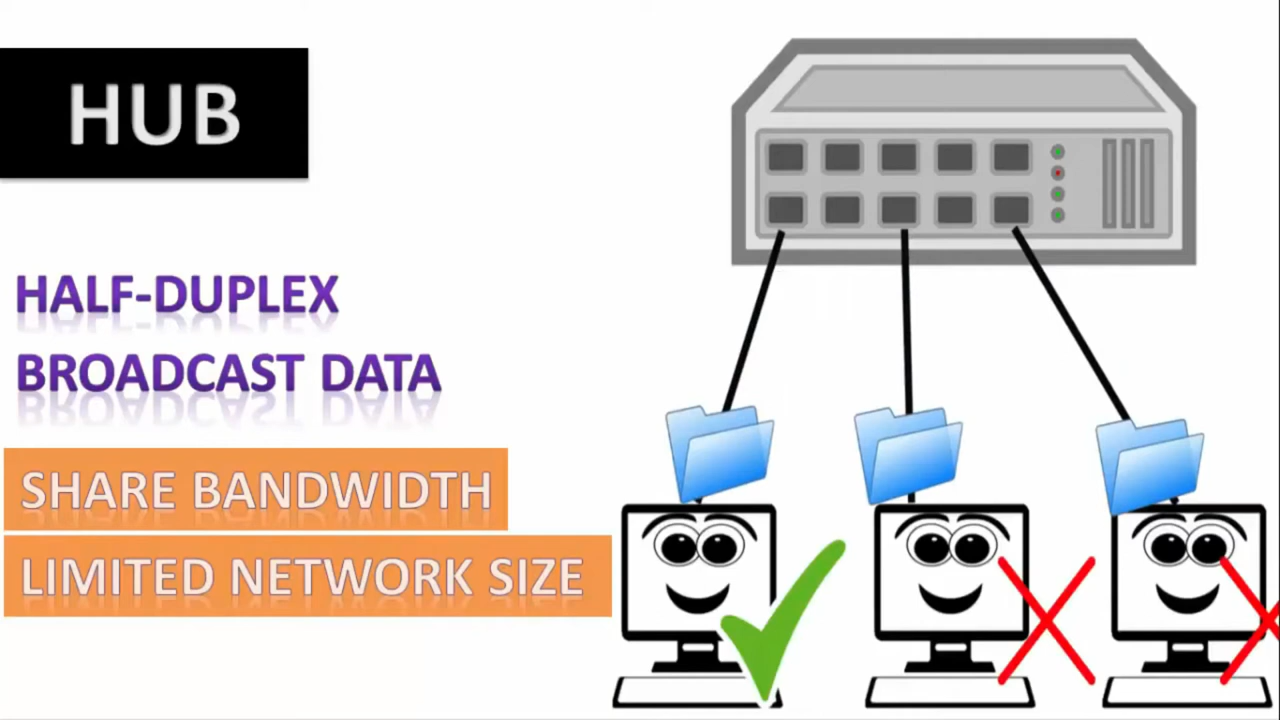 HUB
HALF-DUPLEX
BROADCAST DATA
SHARE BANDWIDTH
LIMITED NETWORK SIZE